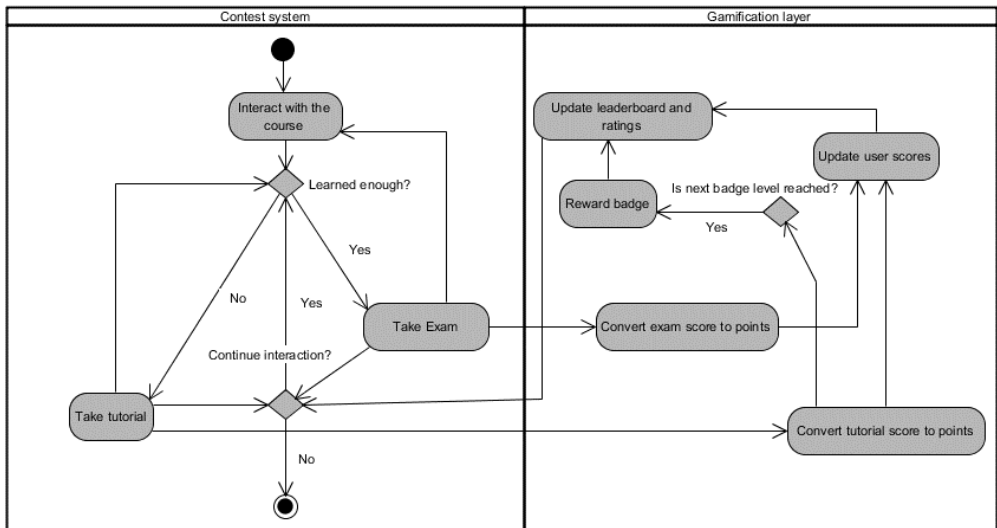 Contest system
Gamification layer
Interact with the
course
Update leaderboard and
ratings
Update user scores
Learned enough?
Is next badge level reached?
Reward badge
Yes
Yes
No
Yes
Take Exam
Convert exam score to points
Continue interaction?
Take tutorial
Convert tutorial score to points
No